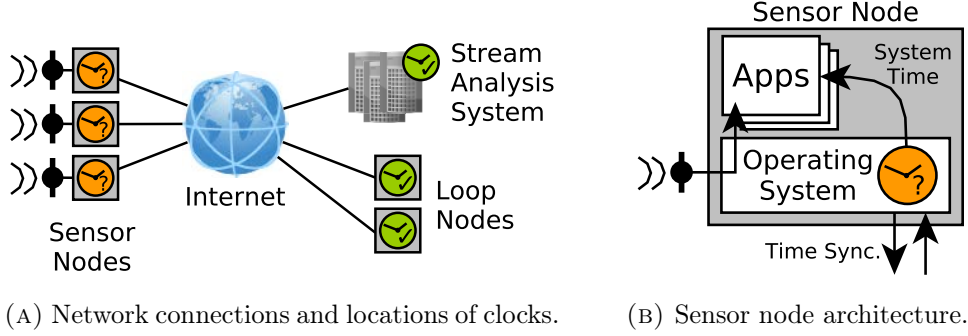 Stream
Analysis
System
Internet
Loop
Nodes
Sensor
Nodes
?
?
?
(A) Network connections and locations of clocks.
Sensor Node
Apps
System
Time
Operating
System
?
Time Sync.
(B) Sensor node architecture.